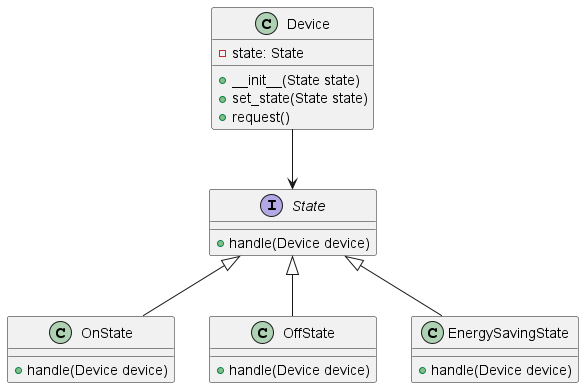 C Device
state: State
__init__(State state)
set_state(State state)
request()
I State
handle(Device device)
C OnState
handle(Device device)
C OffState
handle(Device device)
C EnergySavingState
handle(Device device)